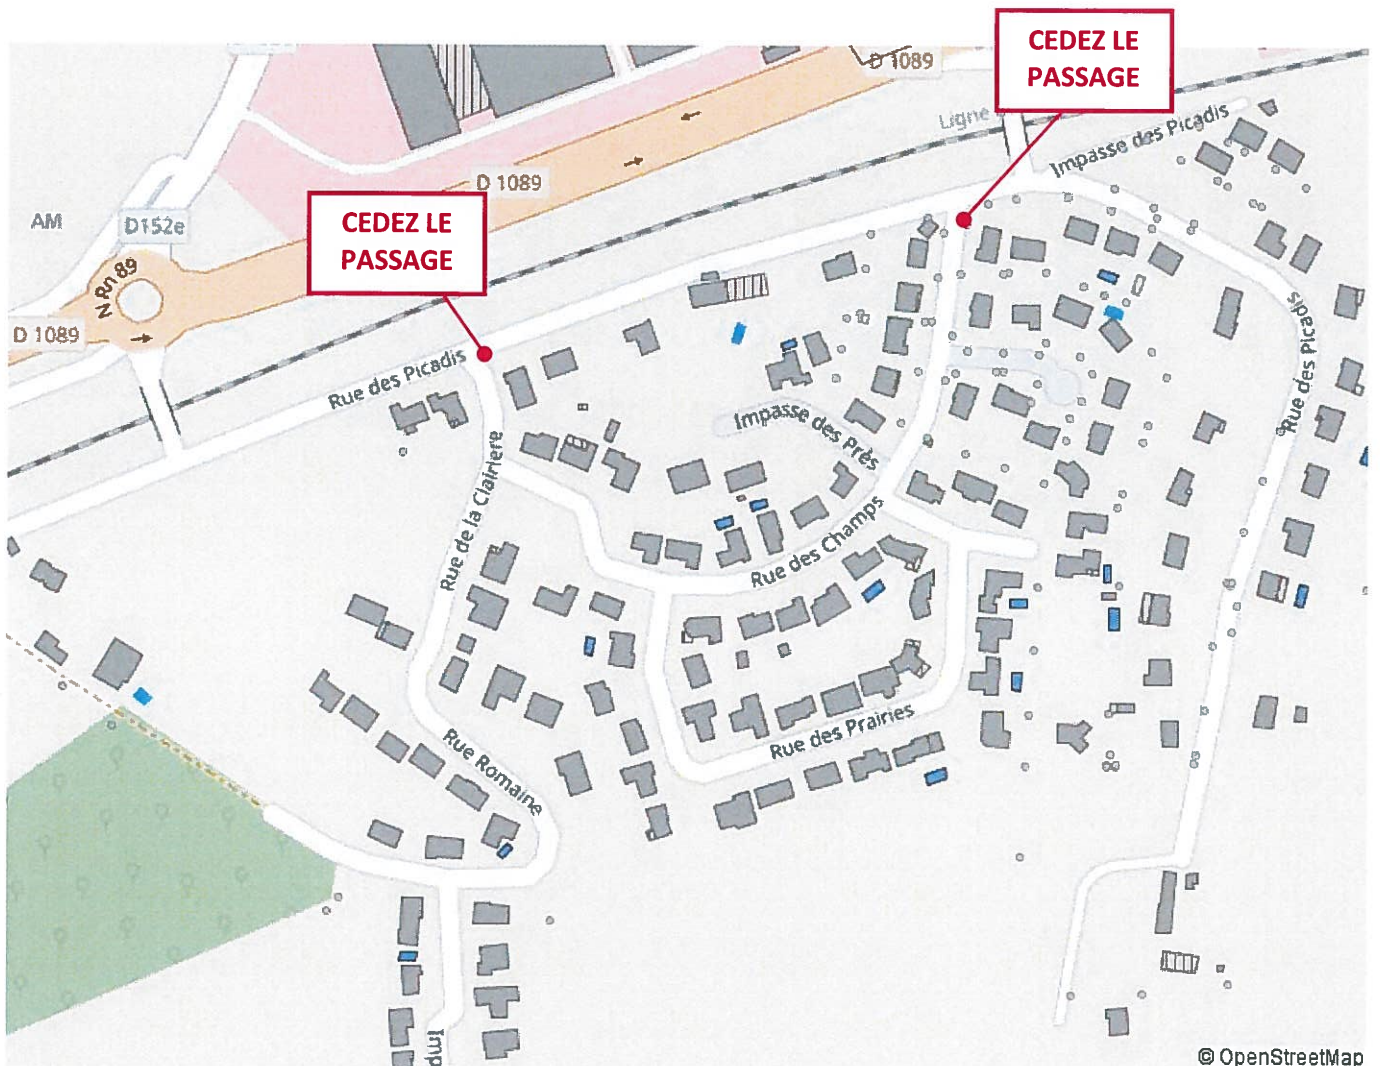 CEDEZ LE
PASSAGE
D 1089
Ligne
Impasse des Picadis
D 1089
AM
D152e
CEDEZ LE
PASSAGE
N Rn 89
D 1089
Rue des Picadis
Rue des Picadis
Impasse des Prés
Rue de la Clairiere
Rue des Champs
Rue des Prairies
Rue Romaine
Imp
© OpenStreetMap